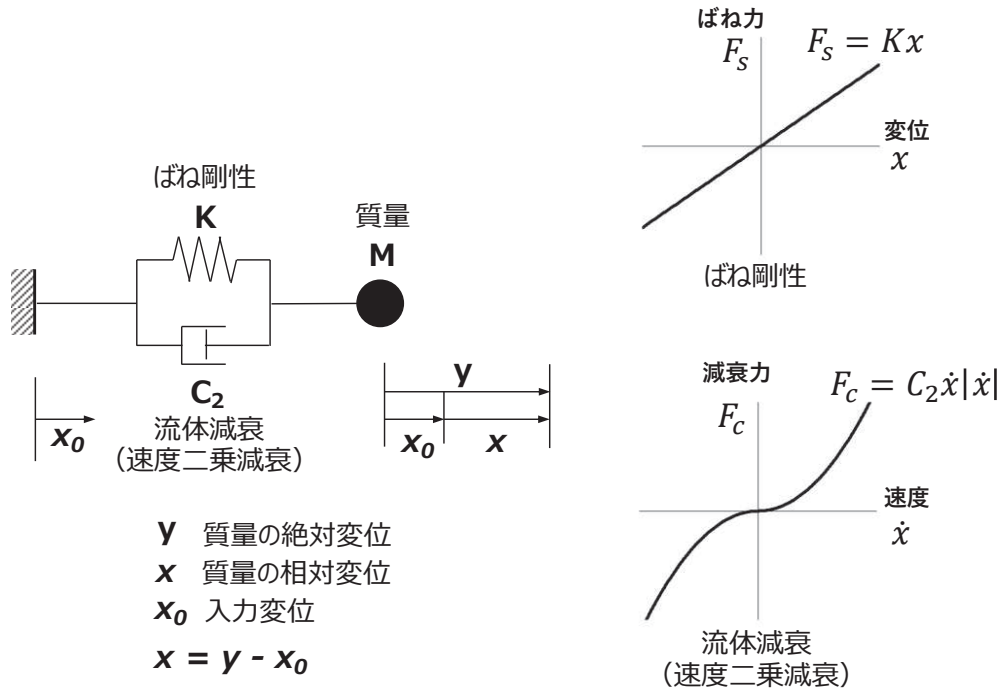 ばね剛性
K
質量
M
C₂
流体減衰
（速度二乗減衰）
x₀
y
x₀
x
y 質量の絶対変位
x 質量の相対変位
x₀ 入力変位
x = y - x₀
ばね力
Fₛ
Fₛ = Kx
変位
x
ばね剛性
減衰力
F_c
F_c = C₂ẋ|ẋ|
速度
ẋ
流体減衰
（速度二乗減衰）